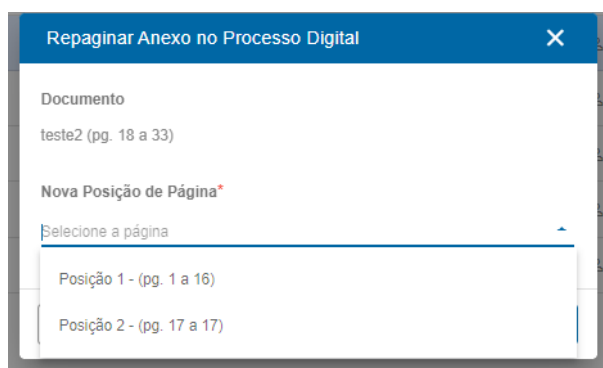 Repaginar Anexo no Processo Digital
Documento
teste2 (pg. 18 a 33)
Nova Posição de Página*
Selecione a página
Posição 1 - (pg. 1 a 16)
Posição 2 - (pg. 17 a 17)